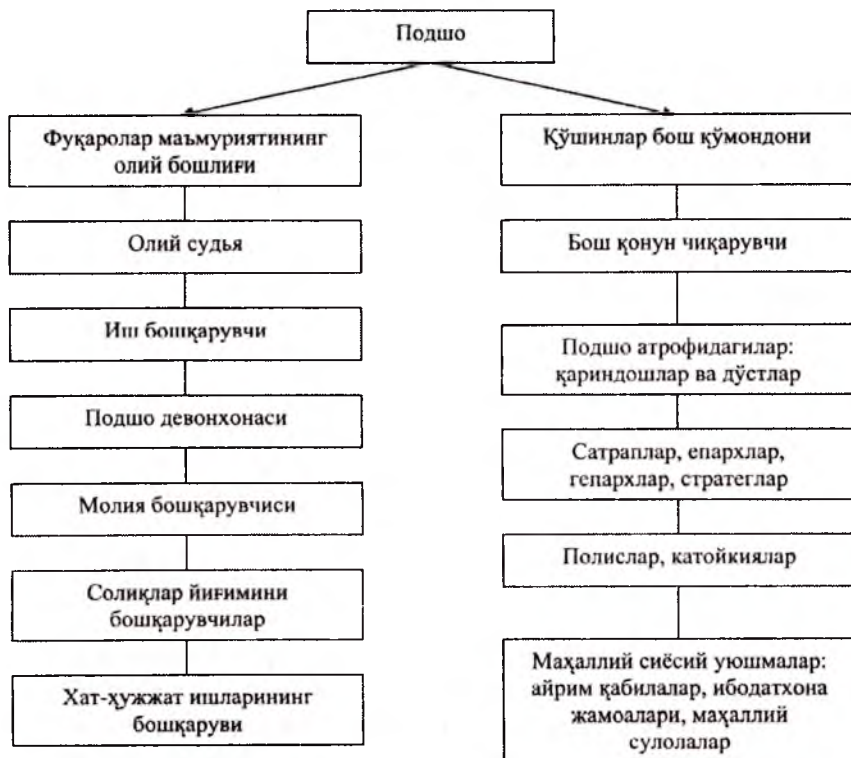 Подшо
Фуқаролар маъмуриятининг
олий бошлиғи
Олий судья
Иш бошқарувчи
Подшо девонхонаси
Молия бошқарувчиси
Солиқлар йиғимини
бошқарувчилар
Хат-ҳужжат ишларининг
бошқаруви
Қўшинлар бош қўмондони
Бош қонун чиқарувчи
Подшо атрофидагилар:
қариндошлар ва дўстлар
Сатраплар, епархлар,
гепархлар, стратеглар
Полислар, катойкиялар
Маҳаллий сиёсий уюшмалар:
айрим қабилалар, ибодатхона
жамоалари, маҳаллий
сулолалар